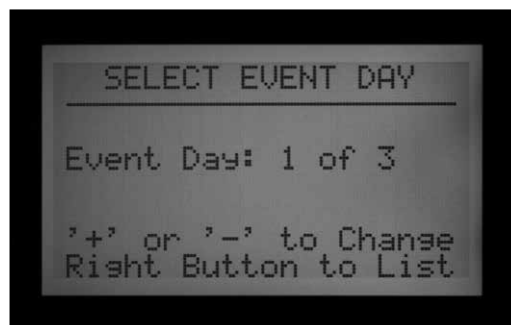 SELECT EVENT DAY
Event Day: 1 of 3
'+' or '-' to Change
Right Button to List